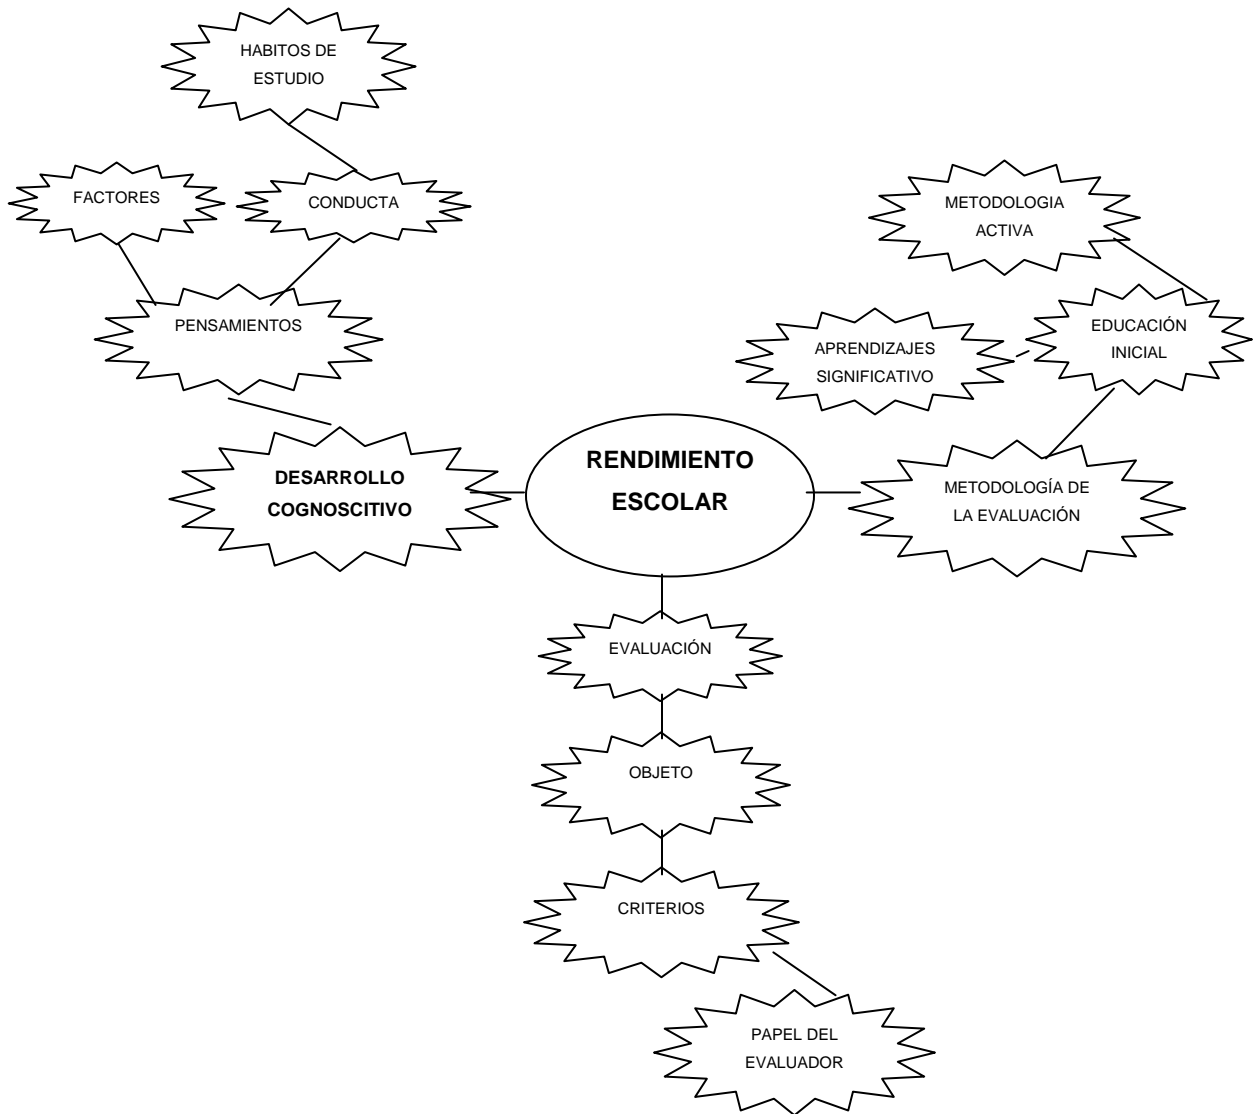 HABITOS DE
ESTUDIO
FACTORES
CONDUCTA
METODOLOGIA
ACTIVA
PENSAMIENTOS
EDUCACIÓN
INICIAL
APRENDIZAJES
SIGNIFICATIVO
RENDIMIENTO
ESCOLAR
DESARROLLO
COGNOSCITIVO
METODOLOGÍA DE
LA EVALUACIÓN
EVALUACIÓN
OBJETO
CRITERIOS
PAPEL DEL
EVALUADOR